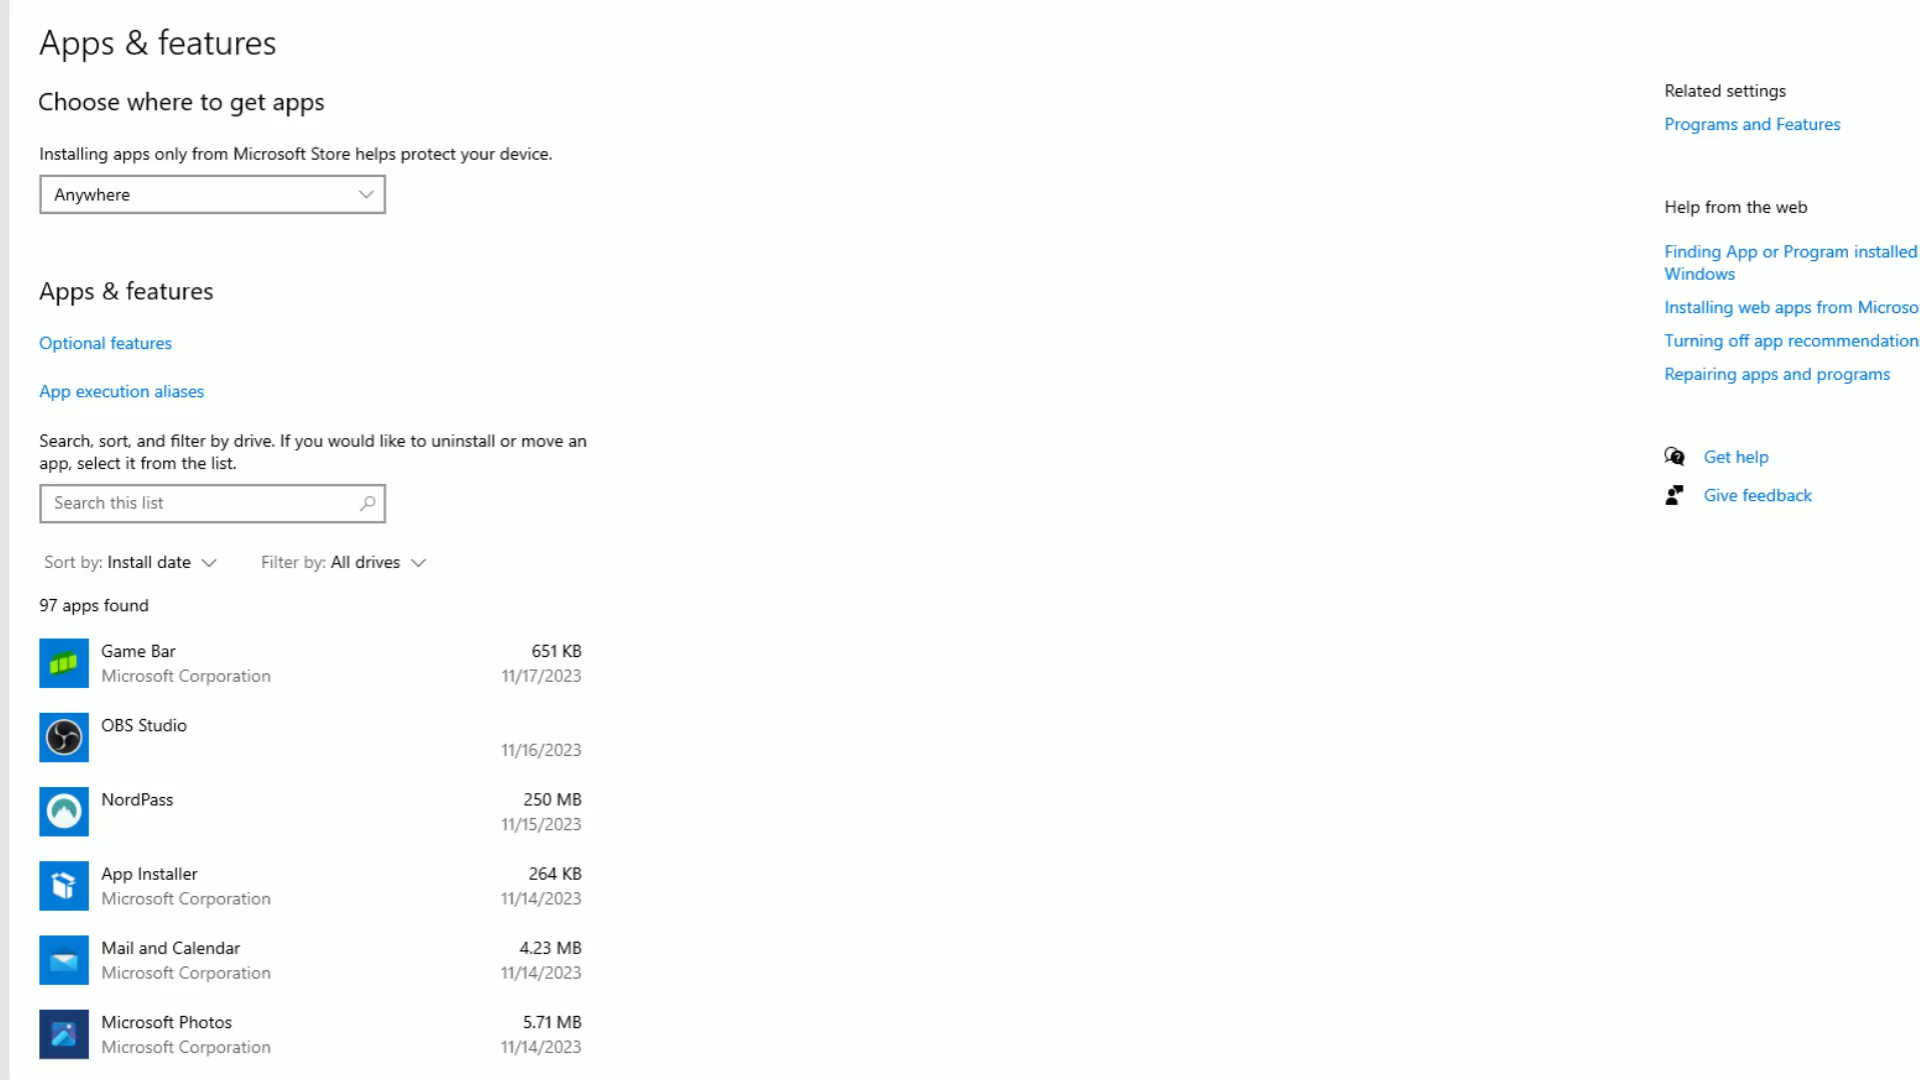 Apps & features
Choose where to get apps
Installing apps only from Microsoft Store helps protect your device.
Anywhere
Apps & features
Optional features
App execution aliases
Search, sort, and filter by drive. If you would like to uninstall or move an
app, select it from the list.
Search this list
Sort by: Install date Filter by: All drives
97 apps found
Game Bar 651 KB
Microsoft Corporation 11/17/2023
OBS Studio
11/16/2023
NordPass 250 MB
11/15/2023
App Installer 264 KB
Microsoft Corporation 11/14/2023
Mail and Calendar 4.23 MB
Microsoft Corporation 11/14/2023
Microsoft Photos 5.71 MB
Microsoft Corporation 11/14/2023
Related settings
Programs and Features
Help from the web
Finding App or Program installed
Windows
Installing web apps from Microso
Turning off app recommendations
Repairing apps and programs
Get help
Give feedback